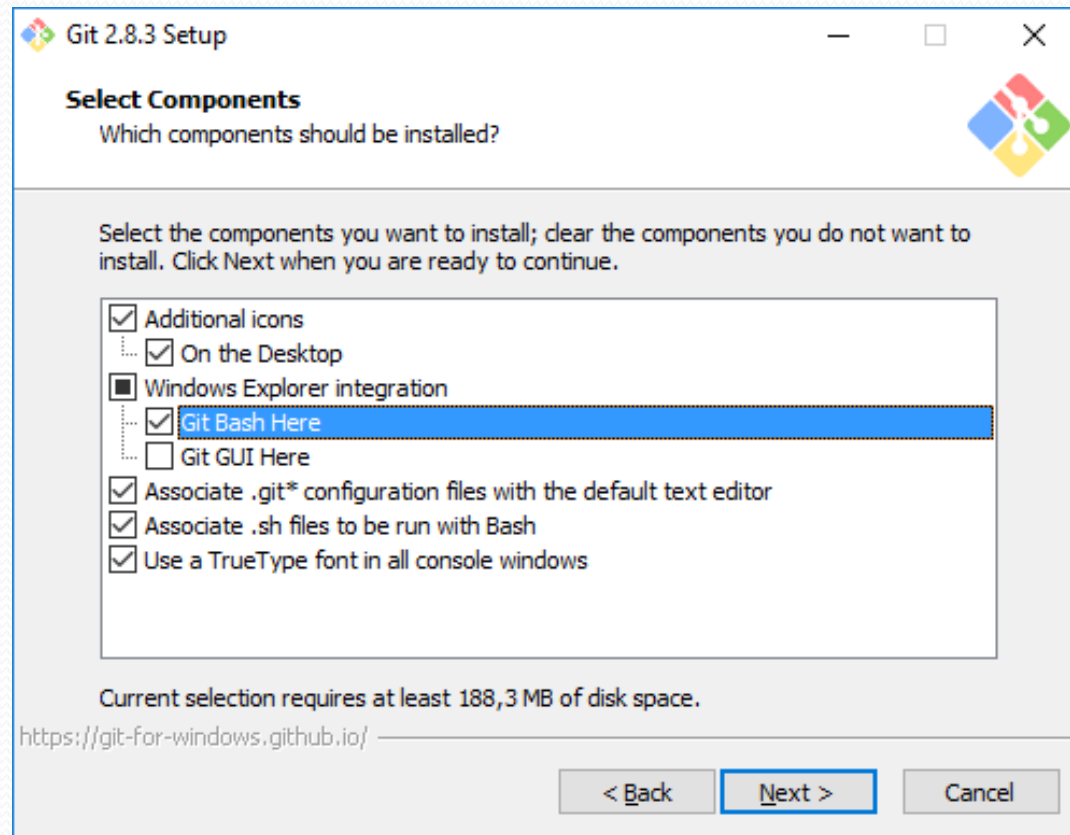 Git 2.8.3 Setup
Select Components
Which components should be installed?
Select the components you want to install; clear the components you do not want to
install. Click Next when you are ready to continue.
Additional icons
On the Desktop
Windows Explorer integration
Git Bash Here
Git GUI Here
Associate .git* configuration files with the default text editor
Associate .sh files to be run with Bash
Use a TrueType font in all console windows
Current selection requires at least 188,3 MB of disk space.
https://git-for-windows.github.io/
< Back
Next >
Cancel